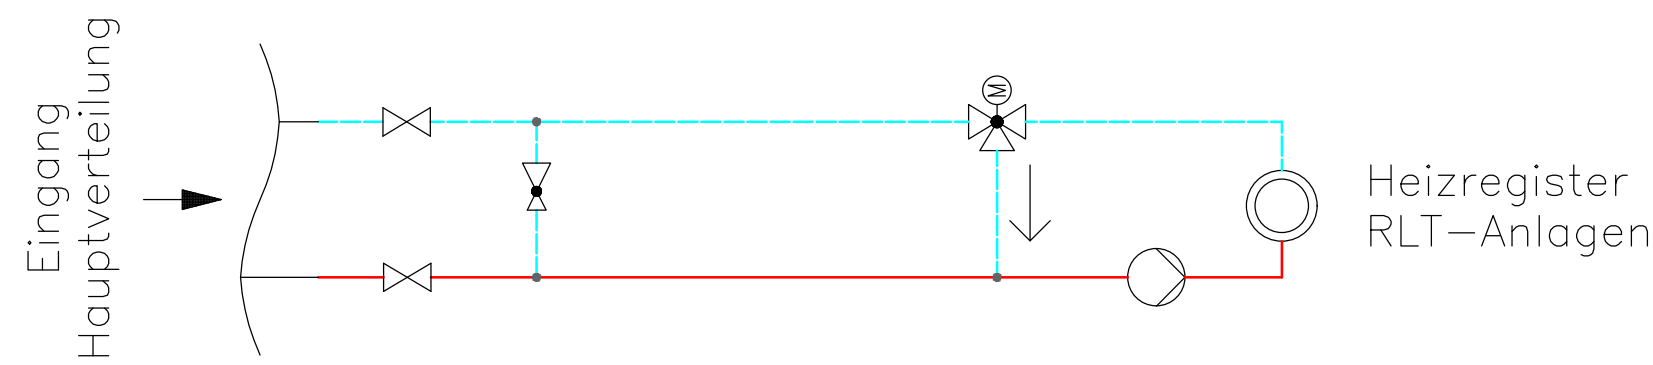 Eingang
Hauptverteilung
M
Heizregister
RLT-Anlagen